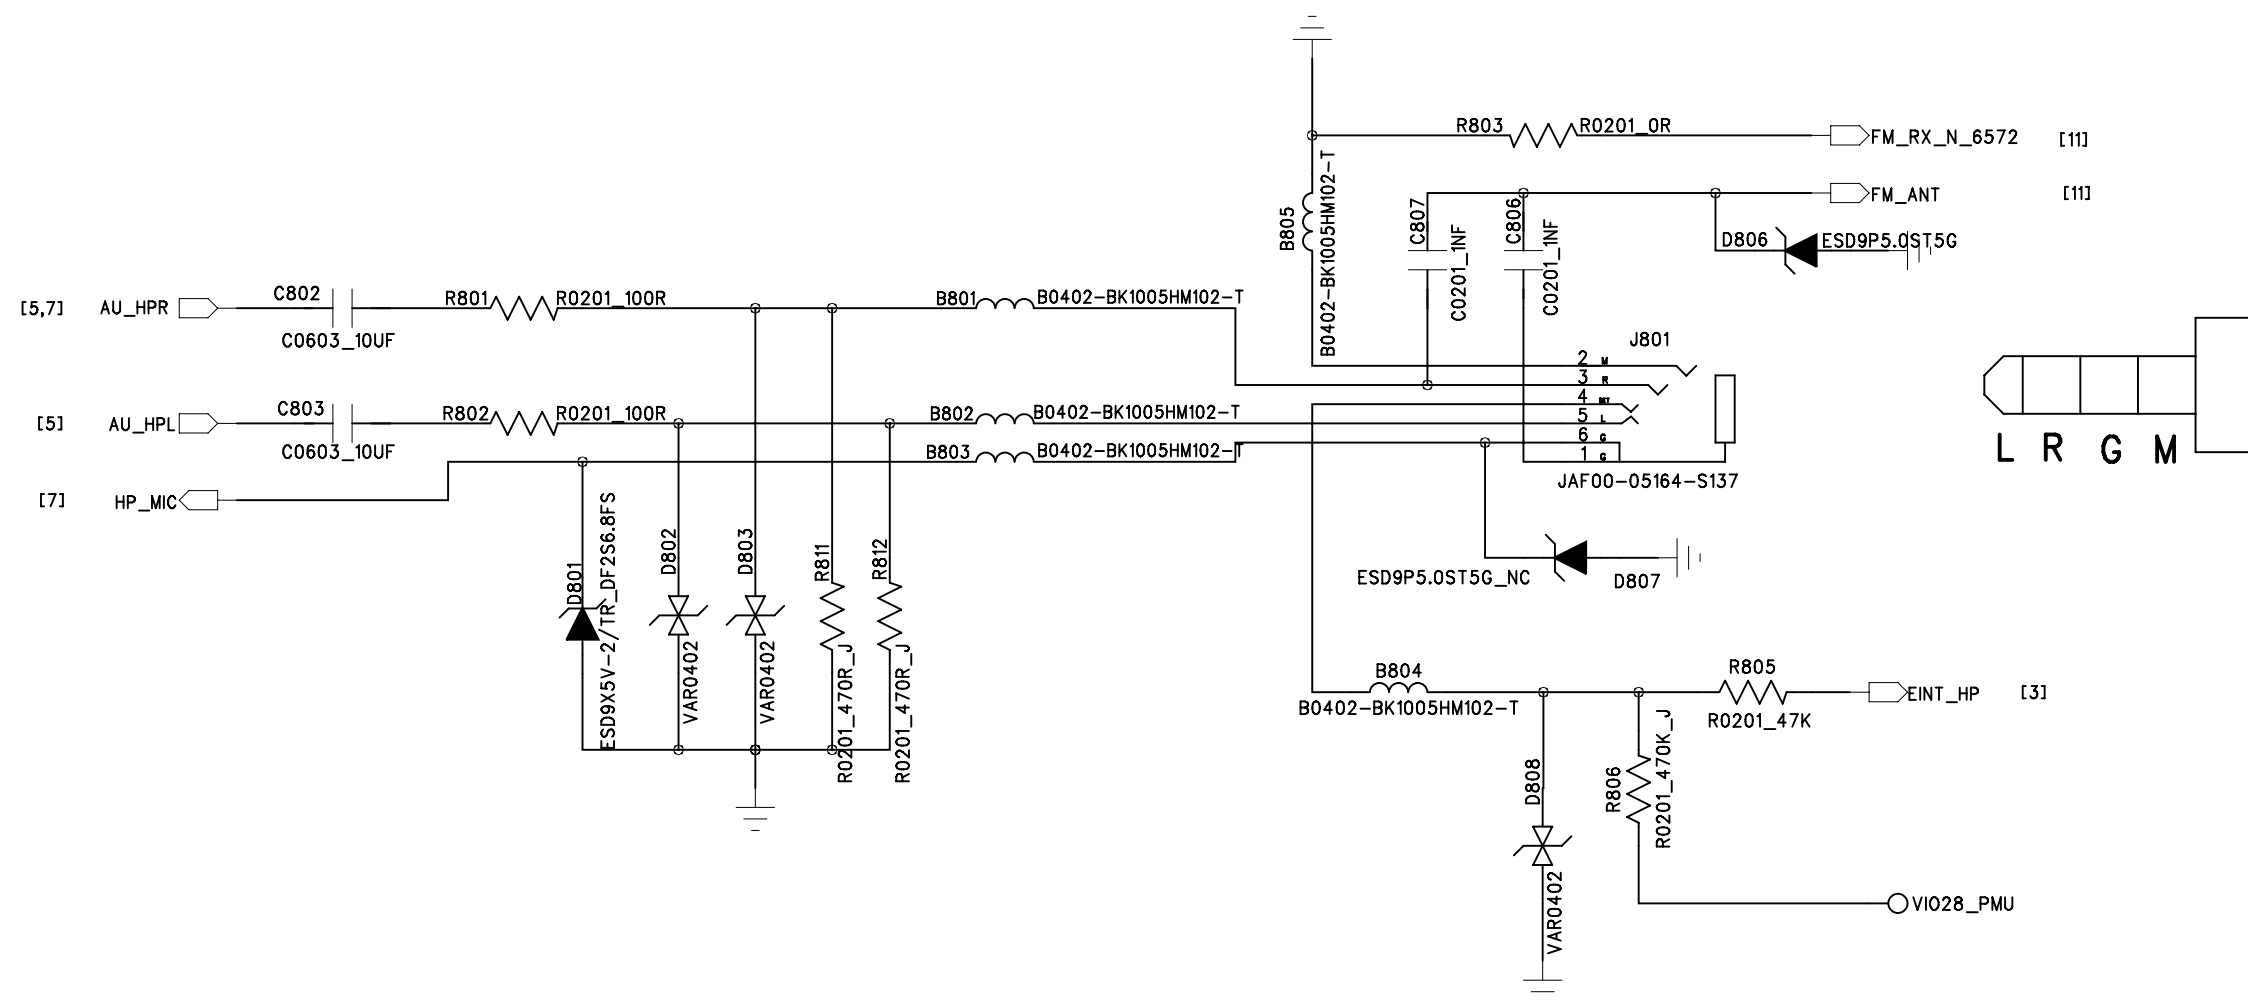 R803 R0201_0R FM_RX_N_6572 [11]
FM_ANT [11]
B805
B0402-BK1005HM102-T
C807
C0201_1NF
C806
C0201_1NF
D806 ESD9P5.0ST5G
[5,7] AU_HPR C802 R801 R0201_100R B801 B0402-BK1005HM102-T
C0603_10UF
J801
2 M
3 R
4 DET
5 L
6 G
1 G
JAF00-05164-S137
[5] AU_HPL C803 R802 R0201_100R B802 B0402-BK1005HM102-T
C0603_10UF
B803 B0402-BK1005HM102-T
L R G M
[7] HP_MIC
D801
ESD9X5V-2/TR_DF2S6.8FS
D802
VAR0402
D803
VAR0402
R811
R0201_470R_J
R812
R0201_470R_J
ESD9P5.0ST5G_NC D807
B804
B0402-BK1005HM102-T
R805
R0201_47K
EINT_HP [3]
D808
VAR0402
R806
R0201_470K_J
VIO28_PMU